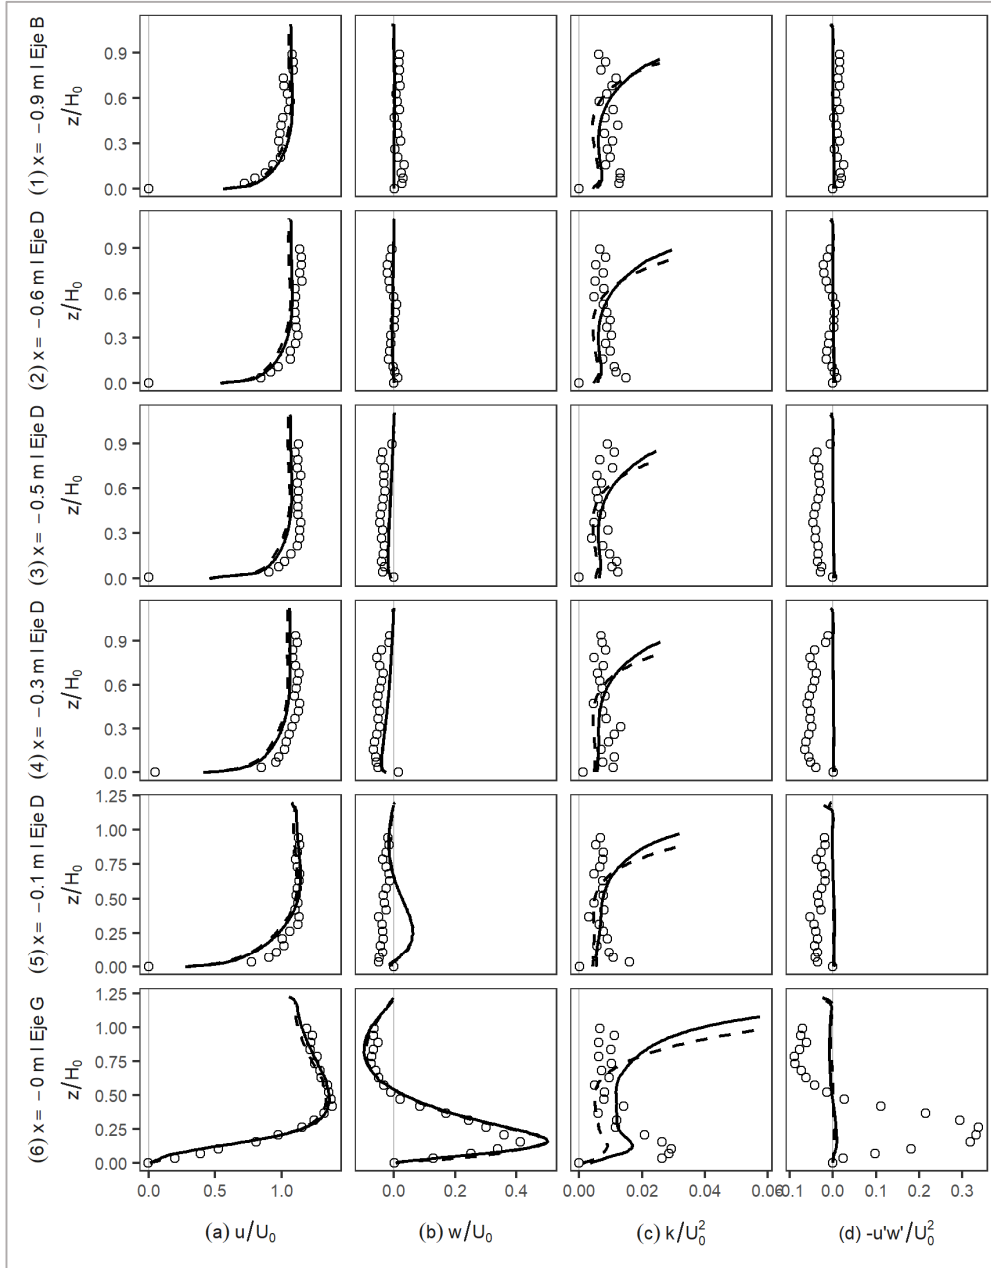 (1) x = −0.9 m | Eje B
z/H₀
0.9
0.6
0.3
0.0
(2) x = −0.6 m | Eje D
z/H₀
0.9
0.6
0.3
0.0
(3) x = −0.5 m | Eje D
z/H₀
0.9
0.6
0.3
0.0
(4) x = −0.3 m | Eje D
z/H₀
0.9
0.6
0.3
0.0
(5) x = −0.1 m | Eje D
z/H₀
1.25
1.00
0.75
0.50
0.25
0.00
(6) x = −0 m | Eje G
z/H₀
1.25
1.00
0.75
0.50
0.25
0.00
0.0 0.5 1.0 0.0 0.2 0.4 0.00 0.02 0.04 0.06 -0.1 0.0 0.1 0.2 0.3
(a) u/U₀ (b) w/U₀ (c) k/U₀² (d) -u'w'/U₀²